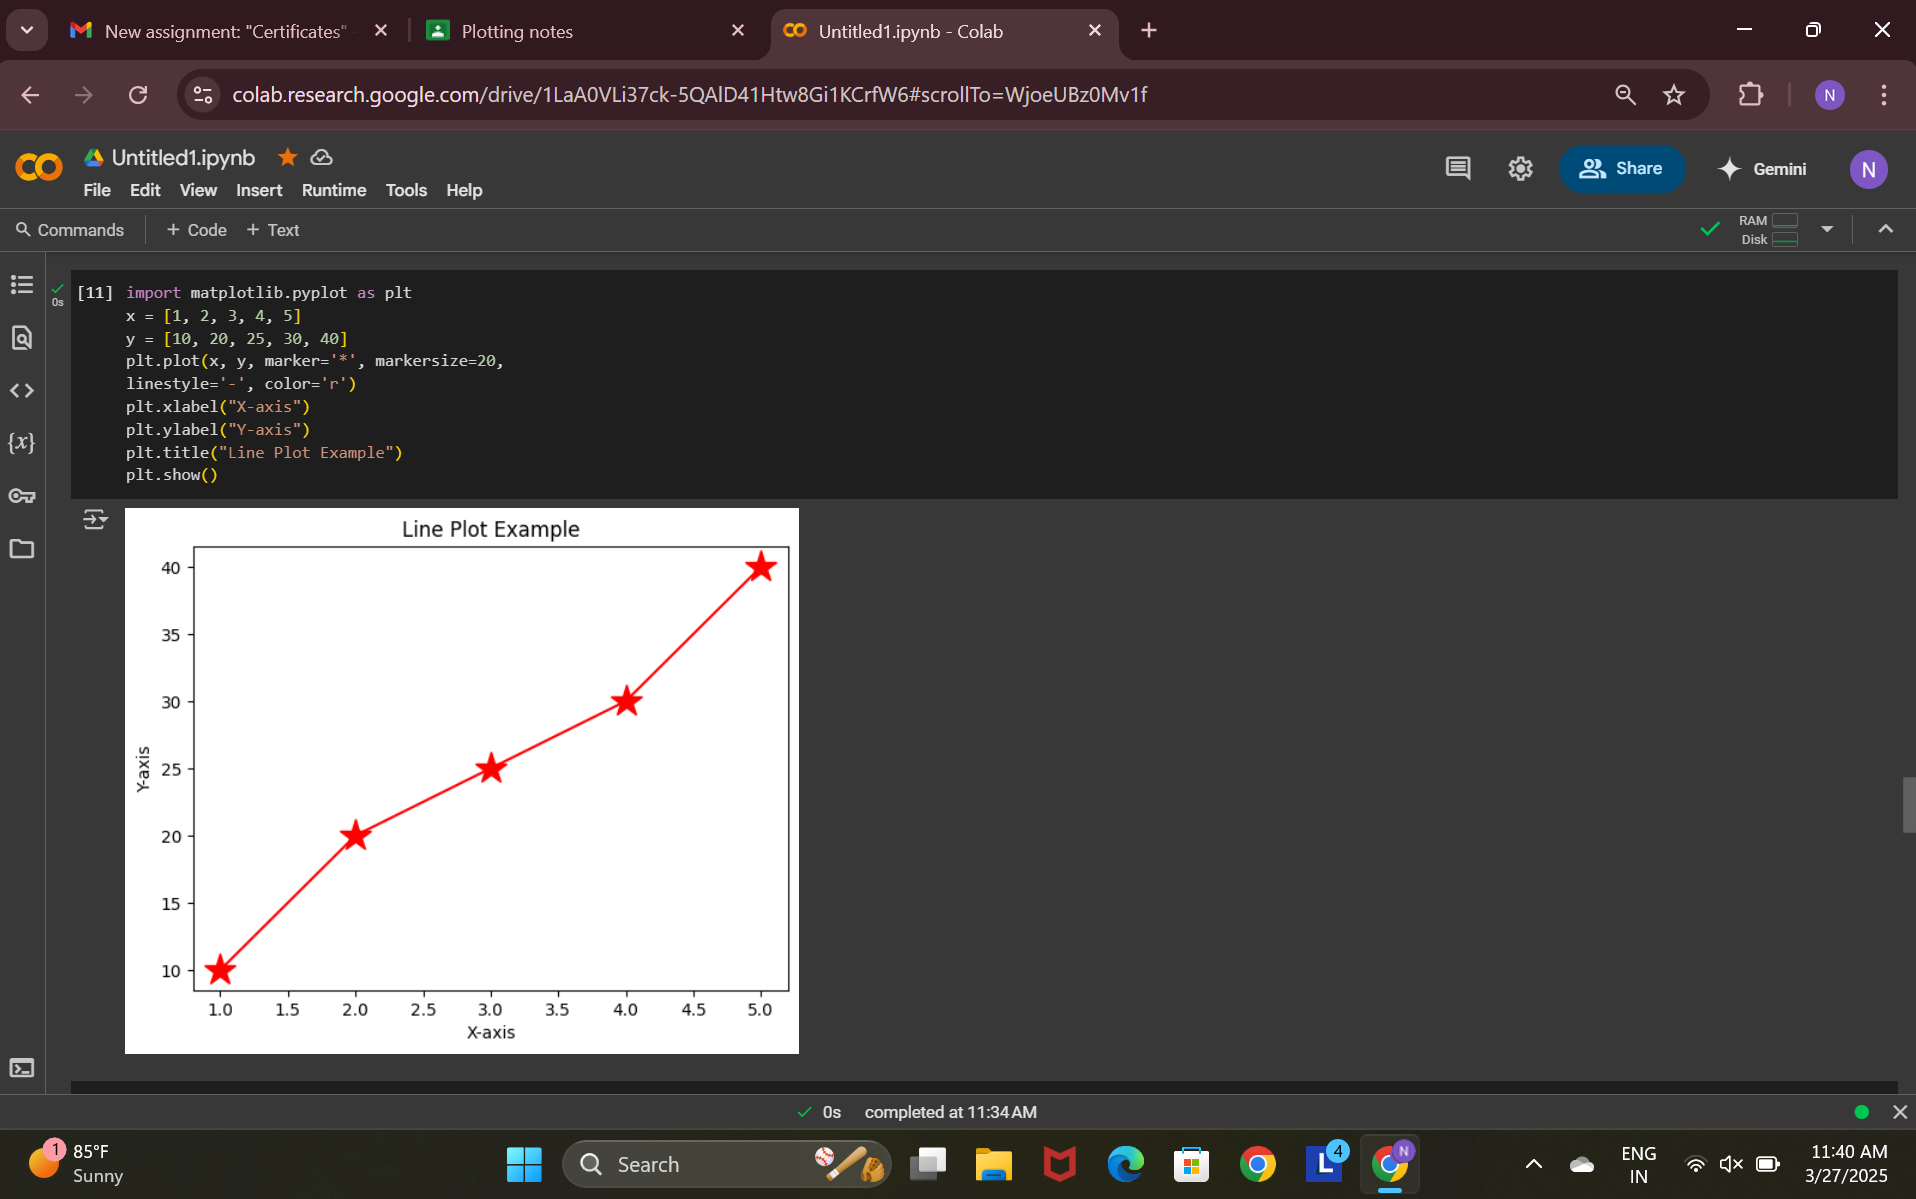 New assignment: "Certificates"
Plotting notes
Untitled1.ipynb - Colab
colab.research.google.com/drive/1LaA0VLi37ck-5QAlD41Htw8Gi1KCrfW6#scrollTo=WjoeUBz0Mv1f
N
Untitled1.ipynb
File Edit View Insert Runtime Tools Help
Share
Gemini
N
Commands
+ Code + Text
RAM
Disk
0s
[11] import matplotlib.pyplot as plt
x = [1, 2, 3, 4, 5]
y = [10, 20, 25, 30, 40]
plt.plot(x, y, marker='*', markersize=20,
linestyle='-', color='r')
plt.xlabel("X-axis")
plt.ylabel("Y-axis")
plt.title("Line Plot Example")
plt.show()
{x}
Line Plot Example
40
35
30
25
20
15
10
Y-axis
1.0 1.5 2.0 2.5 3.0 3.5 4.0 4.5 5.0
X-axis
0s completed at 11:34 AM
1
85°F
Sunny
Search
L
4
N
ENG
IN
11:40 AM
3/27/2025